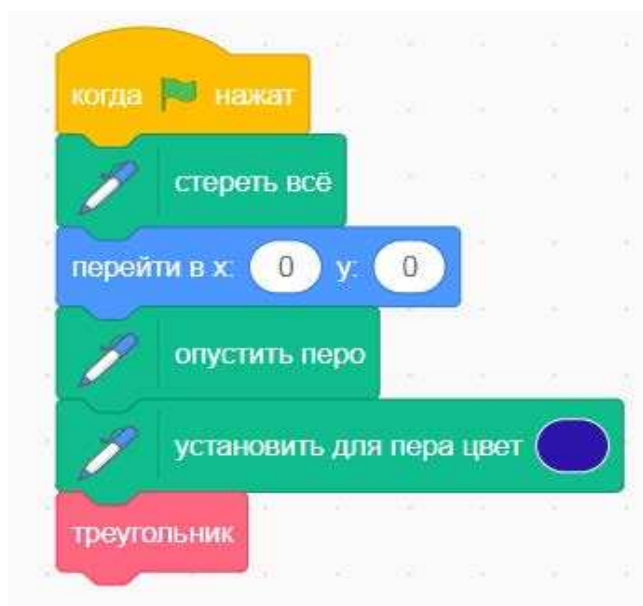 когда нажат
стереть всё
перейти в x: 0 y: 0
опустить перо
установить для пера цвет
треугольник